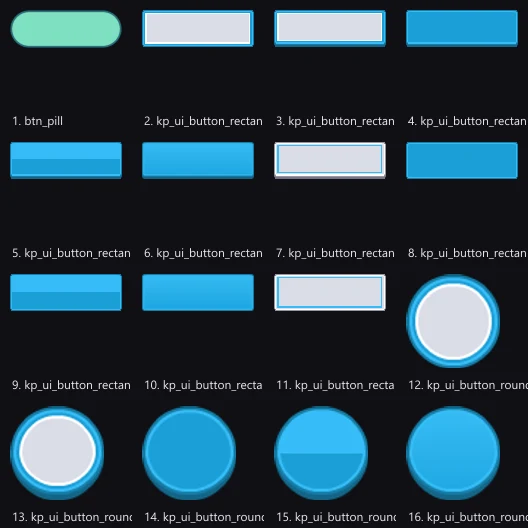 1. btn_pill
2. kp_ui_button_rectan
3. kp_ui_button_rectan
4. kp_ui_button_rectan
5. kp_ui_button_rectan
6. kp_ui_button_rectan
7. kp_ui_button_rectan
8. kp_ui_button_rectan
9. kp_ui_button_rectan
10. kp_ui_button_recta
11. kp_ui_button_recta
12. kp_ui_button_round
13. kp_ui_button_round
14. kp_ui_button_round
15. kp_ui_button_round
16. kp_ui_button_round